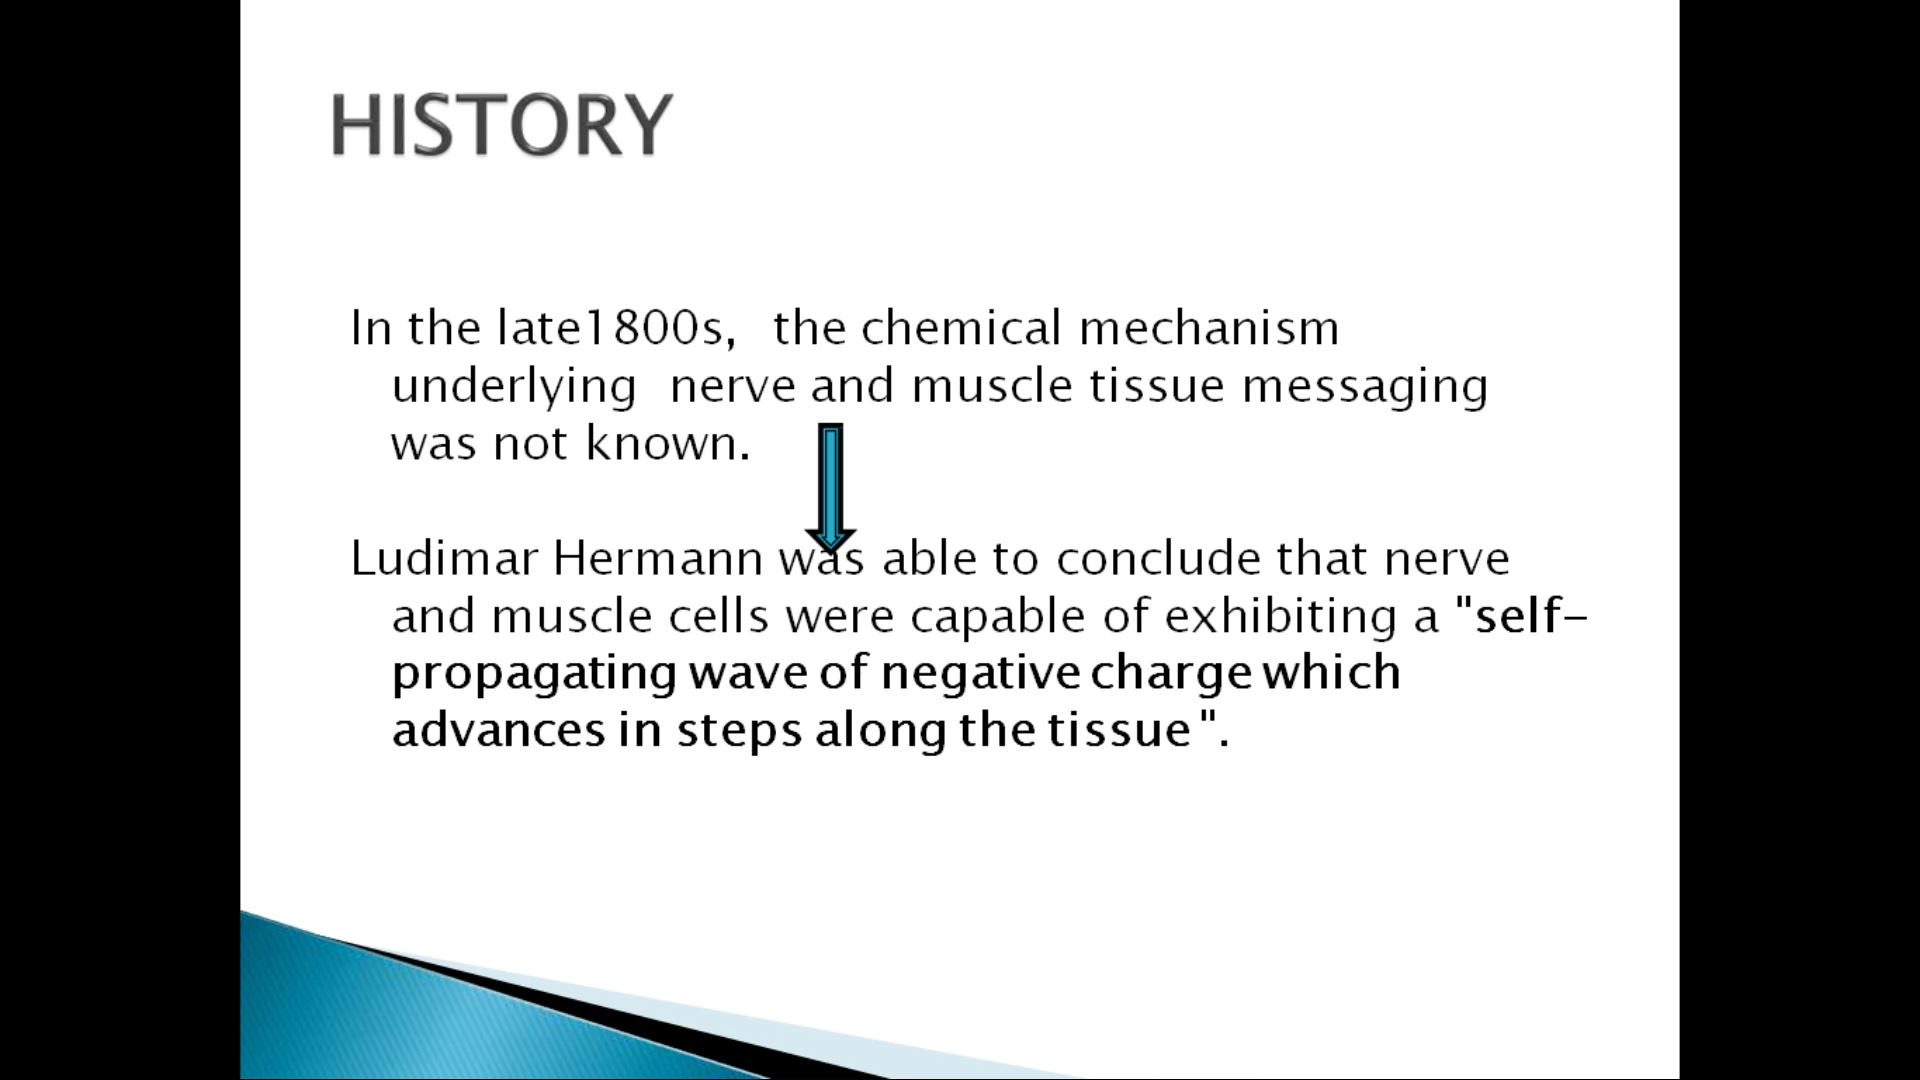 HISTORY
In the late1800s, the chemical mechanism
underlying nerve and muscle tissue messaging
was not known.
Ludimar Hermann was able to conclude that nerve
and muscle cells were capable of exhibiting a "self-
propagating wave of negative charge which
advances in steps along the tissue".